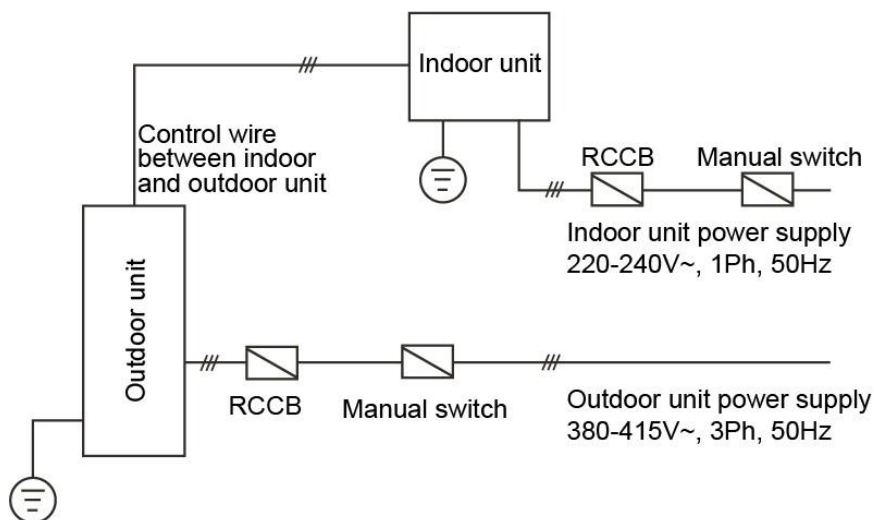 Indoor unit
Control wire
between indoor
and outdoor unit
RCCB
Manual switch
Indoor unit power supply
220-240V~, 1Ph, 50Hz
Outdoor unit
RCCB
Manual switch
Outdoor unit power supply
380-415V~, 3Ph, 50Hz